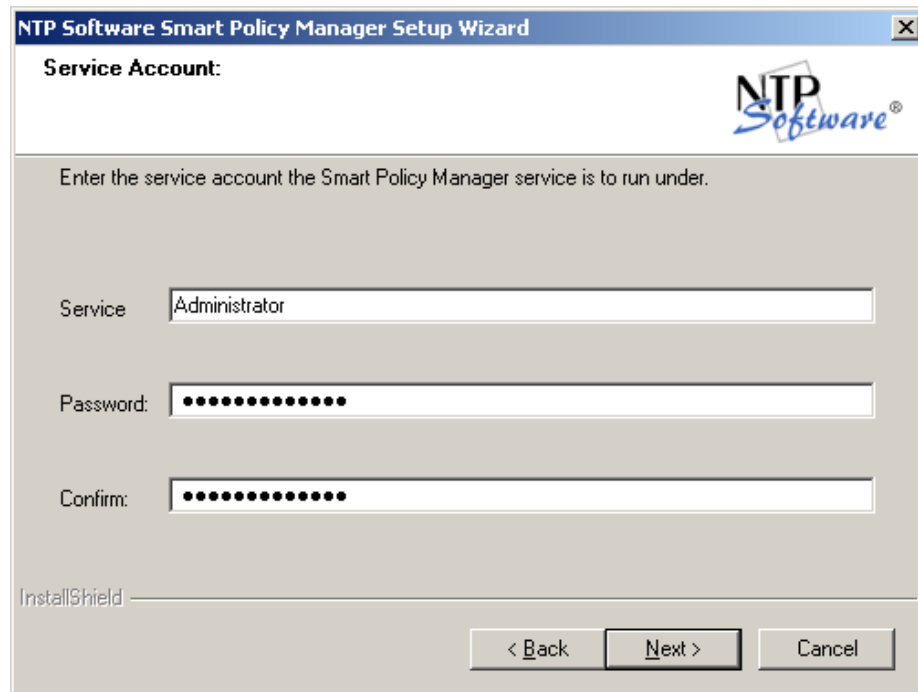 NTP Software Smart Policy Manager Setup Wizard
Service Account:
NTP
Software®
Enter the service account the Smart Policy Manager service is to run under.
Service
Administrator
Password:
•••••••••••••
Confirm:
•••••••••••••
InstallShield
< Back
Next >
Cancel